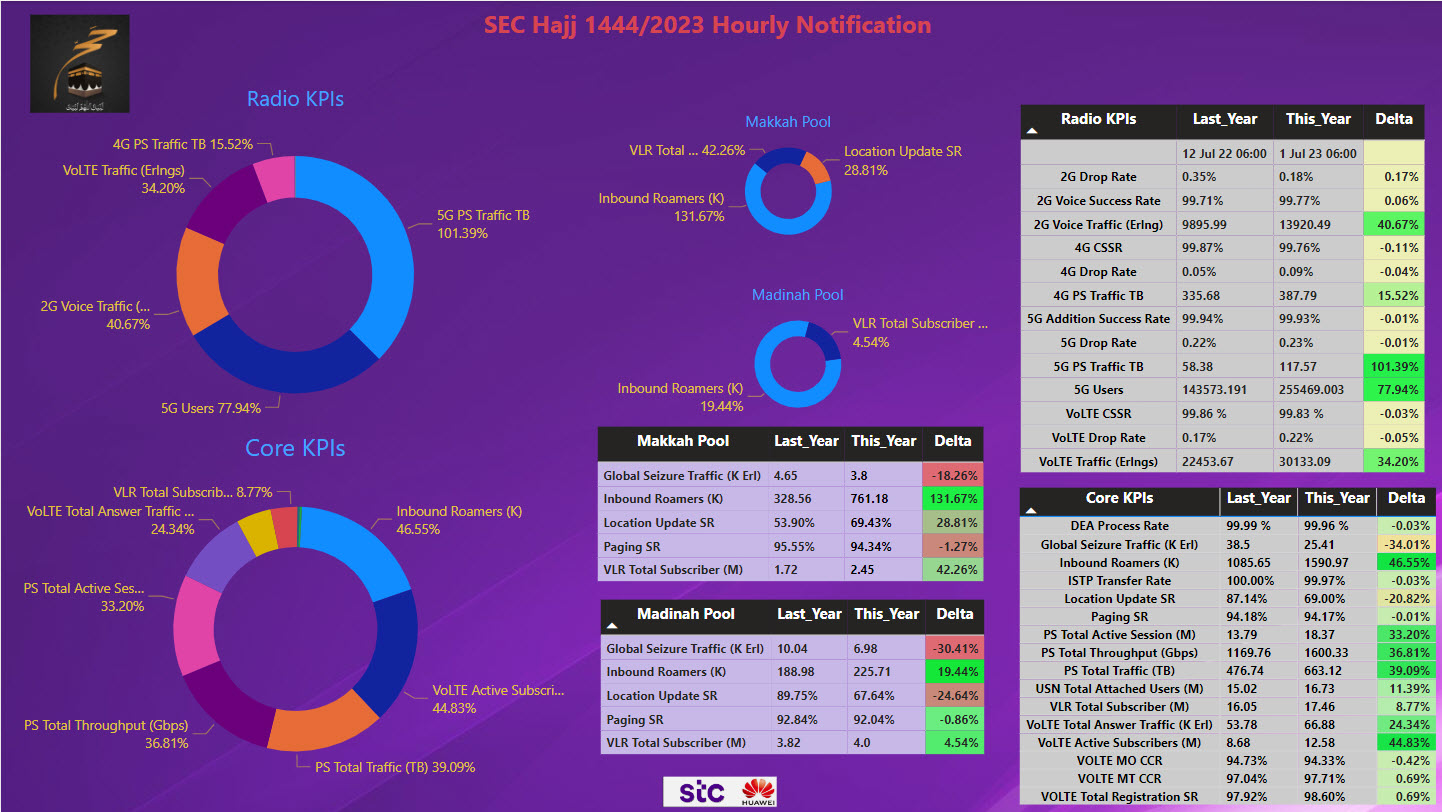 SEC Hajj 1444/2023 Hourly Notification
Radio KPIs
4G PS Traffic TB 15.52%
VoLTE Traffic (Erlngs)
34.20%
5G PS Traffic TB
101.39%
2G Voice Traffic (...
40.67%
5G Users 77.94%
Core KPIs
VLR Total Subscrib... 8.77%
VoLTE Total Answer Traffic ...
24.34%
Inbound Roamers (K)
46.55%
PS Total Active Ses...
33.20%
VoLTE Active Subscri...
44.83%
PS Total Throughput (Gbps)
36.81%
PS Total Traffic (TB) 39.09%
Makkah Pool
VLR Total ... 42.26%
Location Update SR
28.81%
Inbound Roamers (K)
131.67%
Madinah Pool
VLR Total Subscriber ...
4.54%
Inbound Roamers (K)
19.44%
Makkah Pool Last_Year This_Year Delta
Global Seizure Traffic (K Erl) 4.65 3.8 -18.26%
Inbound Roamers (K) 328.56 761.18 131.67%
Location Update SR 53.90% 69.43% 28.81%
Paging SR 95.55% 94.34% -1.27%
VLR Total Subscriber (M) 1.72 2.45 42.26%
Madinah Pool Last_Year This_Year Delta
Global Seizure Traffic (K Erl) 10.04 6.98 -30.41%
Inbound Roamers (K) 188.98 225.71 19.44%
Location Update SR 89.75% 67.64% -24.64%
Paging SR 92.84% 92.04% -0.86%
VLR Total Subscriber (M) 3.82 4.0 4.54%
stc HUAWEI
Radio KPIs Last_Year This_Year Delta
12 Jul 22 06:00 1 Jul 23 06:00
2G Drop Rate 0.35% 0.18% 0.17%
2G Voice Success Rate 99.71% 99.77% 0.06%
2G Voice Traffic (Erlng) 9895.99 13920.49 40.67%
4G CSSR 99.87% 99.76% -0.11%
4G Drop Rate 0.05% 0.09% -0.04%
4G PS Traffic TB 335.68 387.79 15.52%
5G Addition Success Rate 99.94% 99.93% -0.01%
5G Drop Rate 0.22% 0.23% -0.01%
5G PS Traffic TB 58.38 117.57 101.39%
5G Users 143573.191 255469.003 77.94%
VoLTE CSSR 99.86 % 99.83 % -0.03%
VoLTE Drop Rate 0.17% 0.22% -0.05%
VoLTE Traffic (Erlngs) 22453.67 30133.09 34.20%
Core KPIs Last_Year This_Year Delta
DEA Process Rate 99.99 % 99.96 % -0.03%
Global Seizure Traffic (K Erl) 38.5 25.41 -34.01%
Inbound Roamers (K) 1085.65 1590.97 46.55%
ISTP Transfer Rate 100.00% 99.97% -0.03%
Location Update SR 87.14% 69.00% -20.82%
Paging SR 94.18% 94.17% -0.01%
PS Total Active Session (M) 13.79 18.37 33.20%
PS Total Throughput (Gbps) 1169.76 1600.33 36.81%
PS Total Traffic (TB) 476.74 663.12 39.09%
USN Total Attached Users (M) 15.02 16.73 11.39%
VLR Total Subscriber (M) 16.05 17.46 8.77%
VoLTE Total Answer Traffic (K Erl) 53.78 66.88 24.34%
VoLTE Active Subscribers (M) 8.68 12.58 44.83%
VOLTE MO CCR 94.73% 94.33% -0.42%
VOLTE MT CCR 97.04% 97.71% 0.69%
VOLTE Total Registration SR 97.92% 98.60% 0.69%